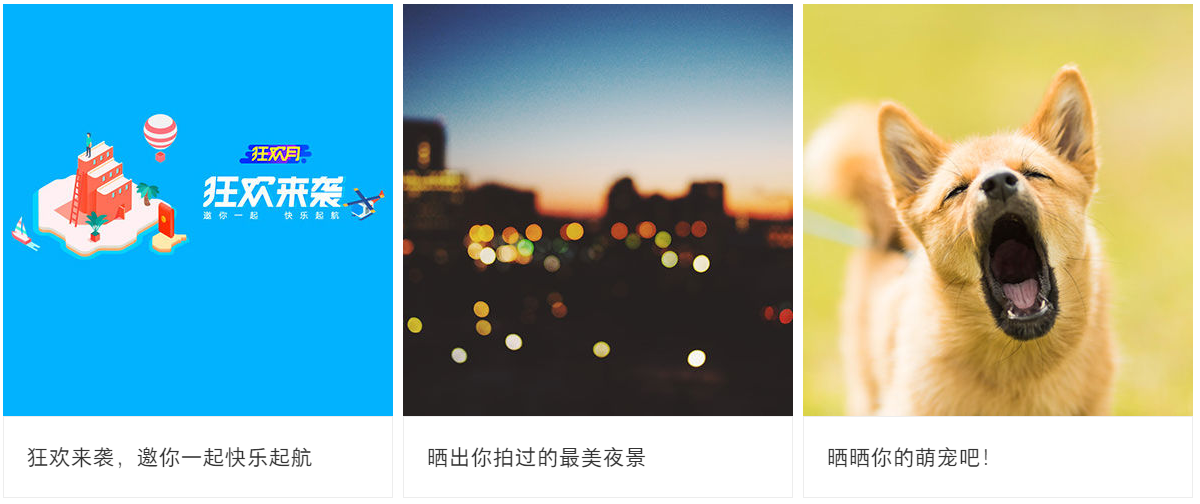 狂欢月
狂欢来袭
邀你一起 快乐起航
狂欢来袭，邀你一起快乐起航
晒出你拍过的最美夜景
晒晒你的萌宠吧！